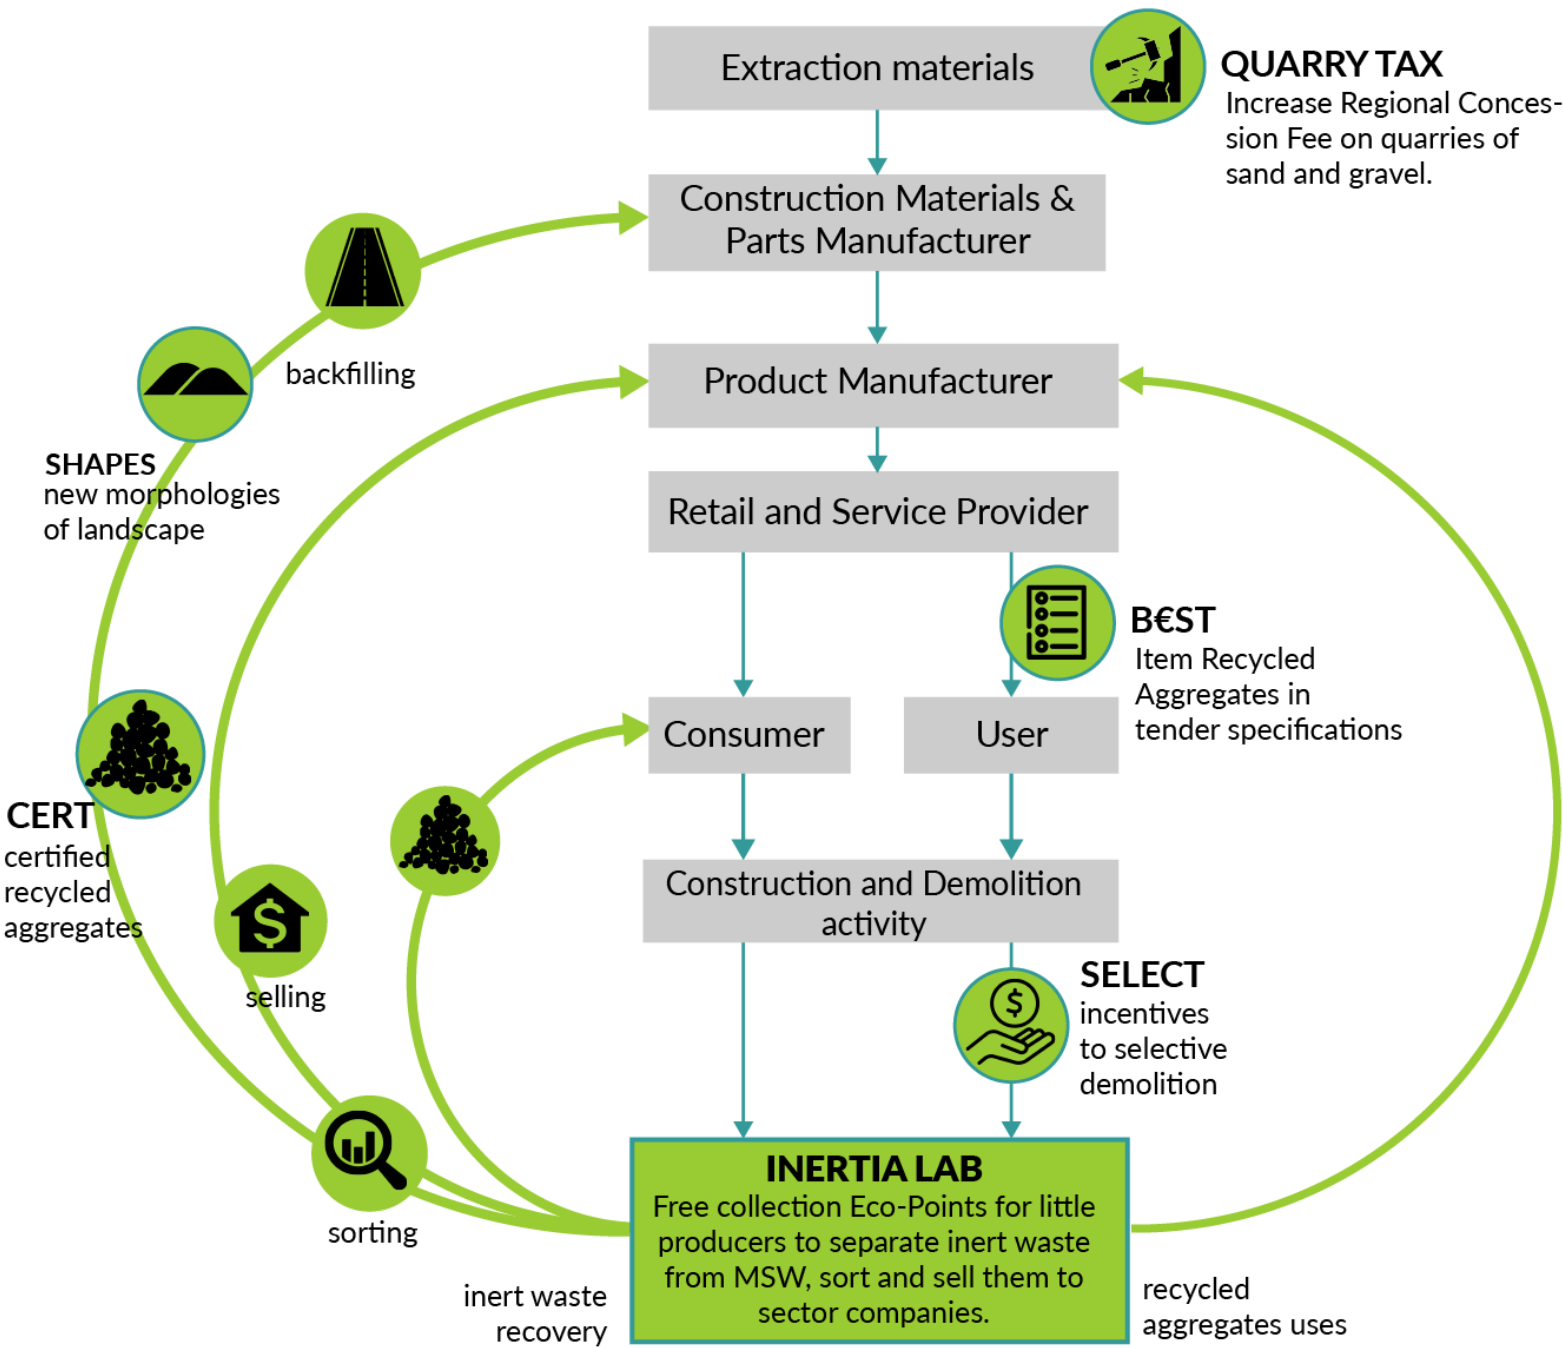 Extraction materials
QUARRY TAX
Increase Regional Conces-
sion Fee on quarries of
sand and gravel.
Construction Materials &
Parts Manufacturer
backfilling
Product Manufacturer
SHAPES
new morphologies
of landscape
Retail and Service Provider
B€ST
Item Recycled
Aggregates in
tender specifications
Consumer
User
CERT
certified
recycled
aggregates
Construction and Demolition
activity
$
selling
SELECT
incentives
to selective
demolition
$
sorting
INERTIA LAB
Free collection Eco-Points for little
producers to separate inert waste
from MSW, sort and sell them to
sector companies.
inert waste
recovery
recycled
aggregates uses